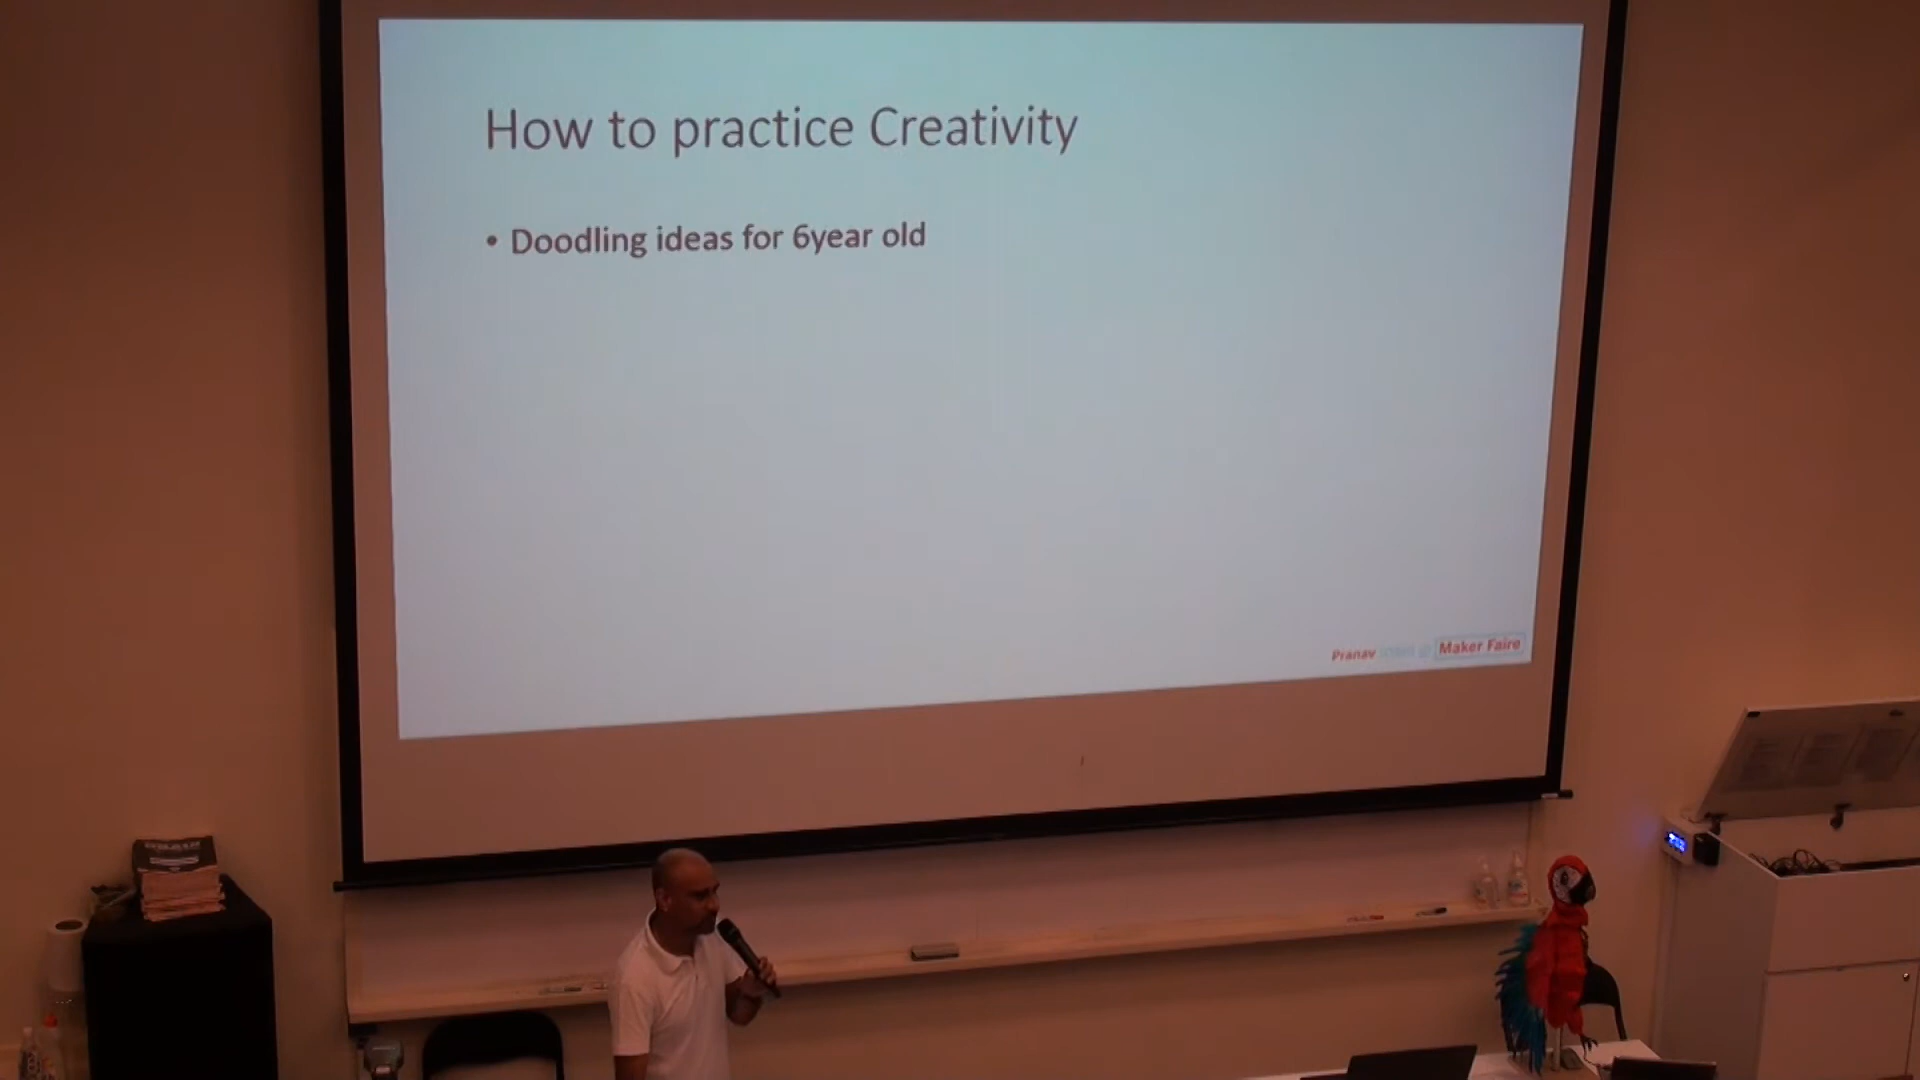 How to practice Creativity
• Doodling ideas for 6year old
Pranav
Maker Faire